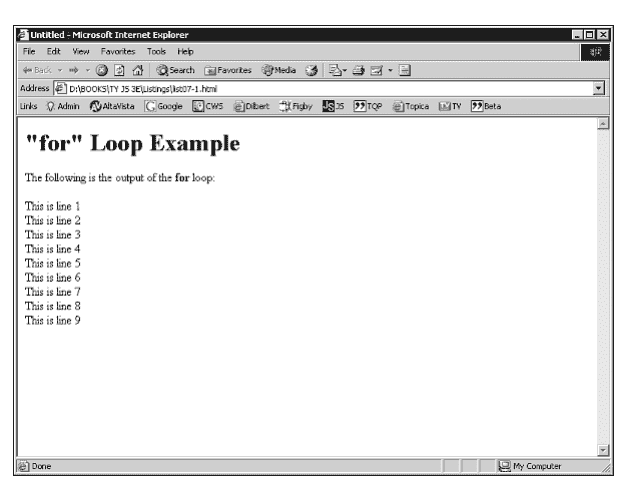 Untitled - Microsoft Internet Explorer
File Edit View Favorites Tools Help
Back Search Favorites Media
Address D:\BOOKS\TY JS 3E\Listings\list07-1.html
Links Admin AltaVista Google CWS Dilbert Figby JS JS TQP Topica TV Beta
"for" Loop Example
The following is the output of the for loop:
This is line 1
This is line 2
This is line 3
This is line 4
This is line 5
This is line 6
This is line 7
This is line 8
This is line 9
Done My Computer